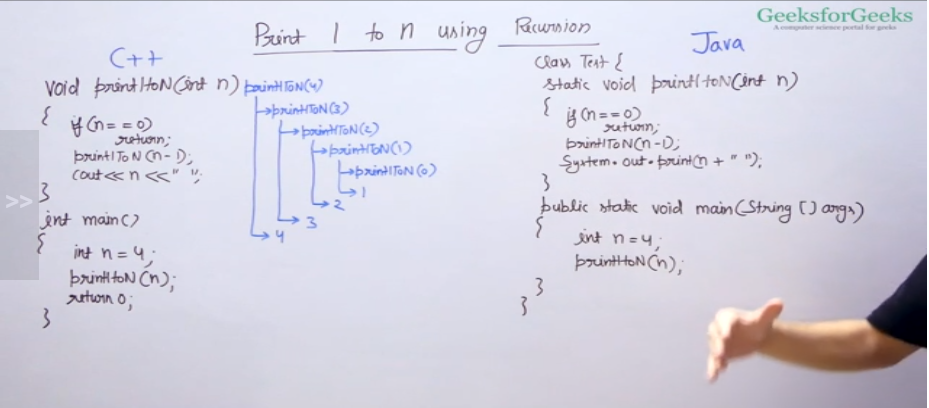 GeeksforGeeks
A computer science portal for geeks
Print 1 to n using Recursion
C++
void print1toN(int n)
{
if(n==0)
return;
print1ToN(n-1);
cout<<n<<" ";
}
int main()
{
int n = 4;
print1toN(n);
return 0;
}
print1ToN(4)
print1ToN(3)
print1ToN(2)
print1ToN(1)
print1ToN(0)
1
2
3
4
Java
class Test {
static void print1toN(int n)
{
if(n==0)
return;
print1ToN(n-1);
System.out.print(n + " ");
}
public static void main(String [] args)
{
int n=4;
print1toN(n);
}
}
>>